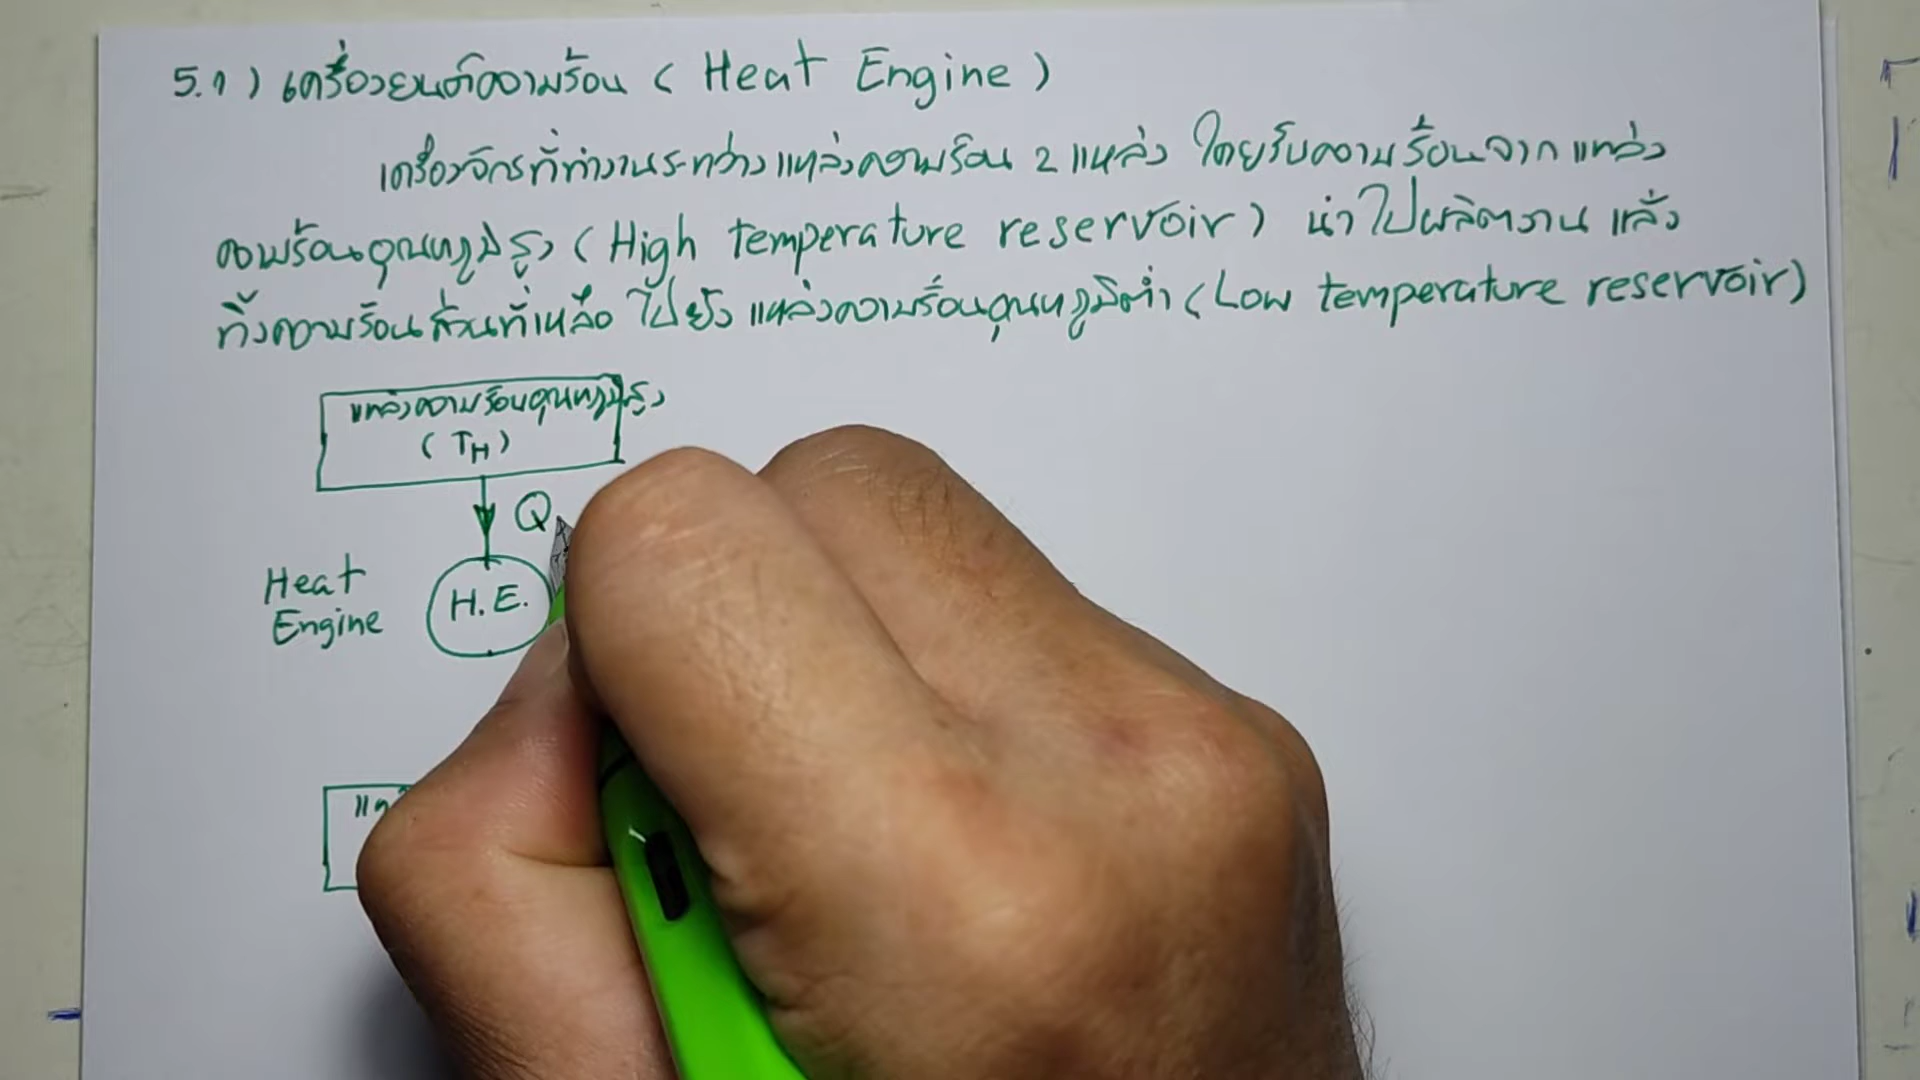 5.1) เครื่องยนต์ความร้อน (Heat Engine)
เครื่องจักรที่ทำงานระหว่างแหล่งความร้อน 2 แหล่ง โดยรับความร้อนจากแหล่ง
ความร้อนอุณหภูมิสูง (High temperature reservoir) นำไปผลิตงาน แล้ว
ทิ้งความร้อนส่วนที่เหลือ ไปยัง แหล่งความร้อนอุณหภูมิต่ำ (Low temperature reservoir)
แหล่งความร้อนอุณหภูมิสูง
(TH)
Q
Heat
Engine
H.E.